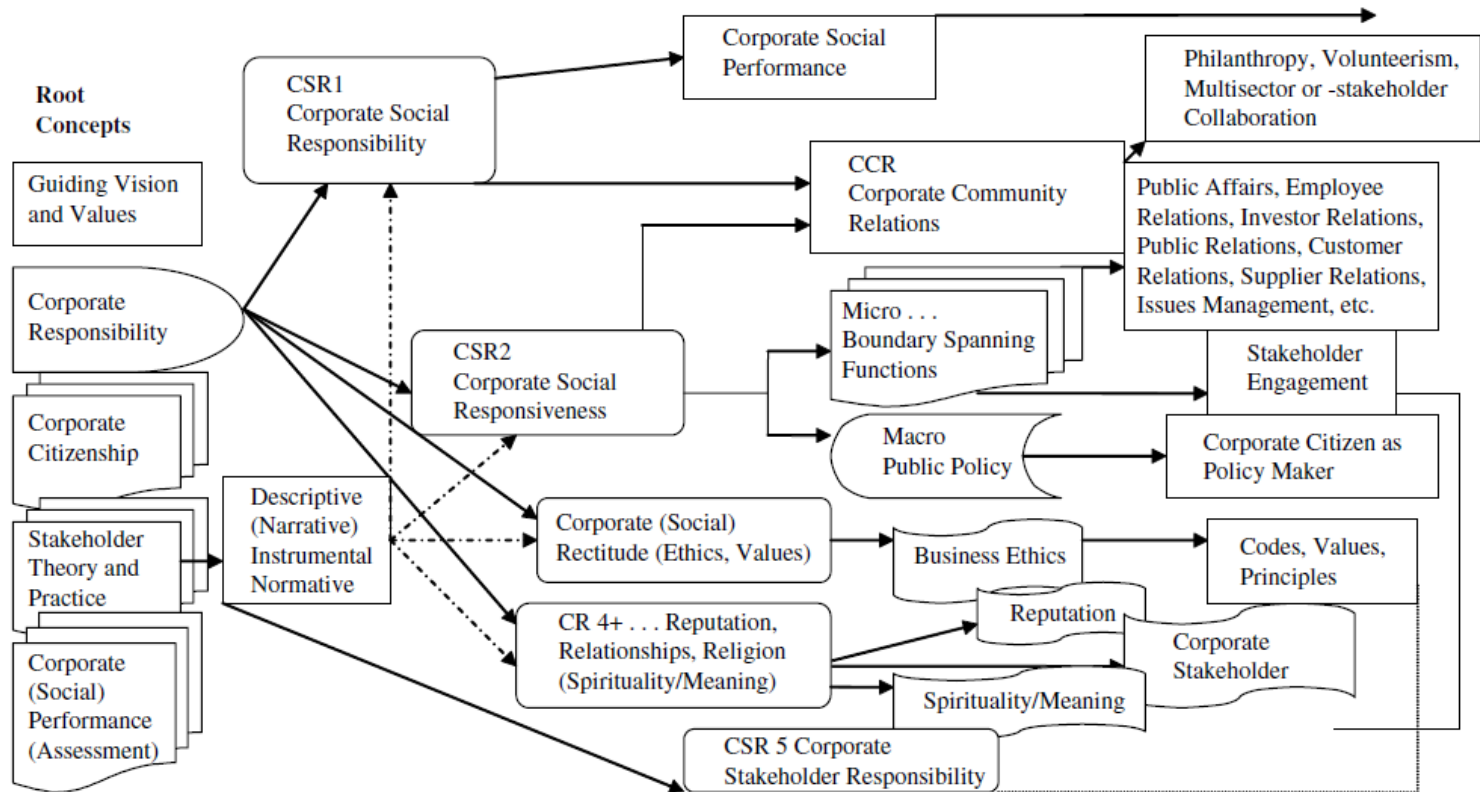 Root
Concepts
Guiding Vision
and Values
Corporate
Responsibility
Corporate
Citizenship
Stakeholder
Theory and
Practice
Corporate
(Social)
Performance
(Assessment)
Descriptive
(Narrative)
Instrumental
Normative
CSR1
Corporate Social
Responsibility
CSR2
Corporate Social
Responsiveness
Corporate (Social)
Rectitude (Ethics, Values)
CR 4+ . . . Reputation,
Relationships, Religion
(Spirituality/Meaning)
CSR 5 Corporate
Stakeholder Responsibility
Corporate Social
Performance
CCR
Corporate Community
Relations
Micro . . .
Boundary Spanning
Functions
Macro
Public Policy
Business Ethics
Reputation
Spirituality/Meaning
Philanthropy, Volunteerism,
Multisector or -stakeholder
Collaboration
Public Affairs, Employee
Relations, Investor Relations,
Public Relations, Customer
Relations, Supplier Relations,
Issues Management, etc.
Stakeholder
Engagement
Corporate Citizen as
Policy Maker
Codes, Values,
Principles
Corporate
Stakeholder